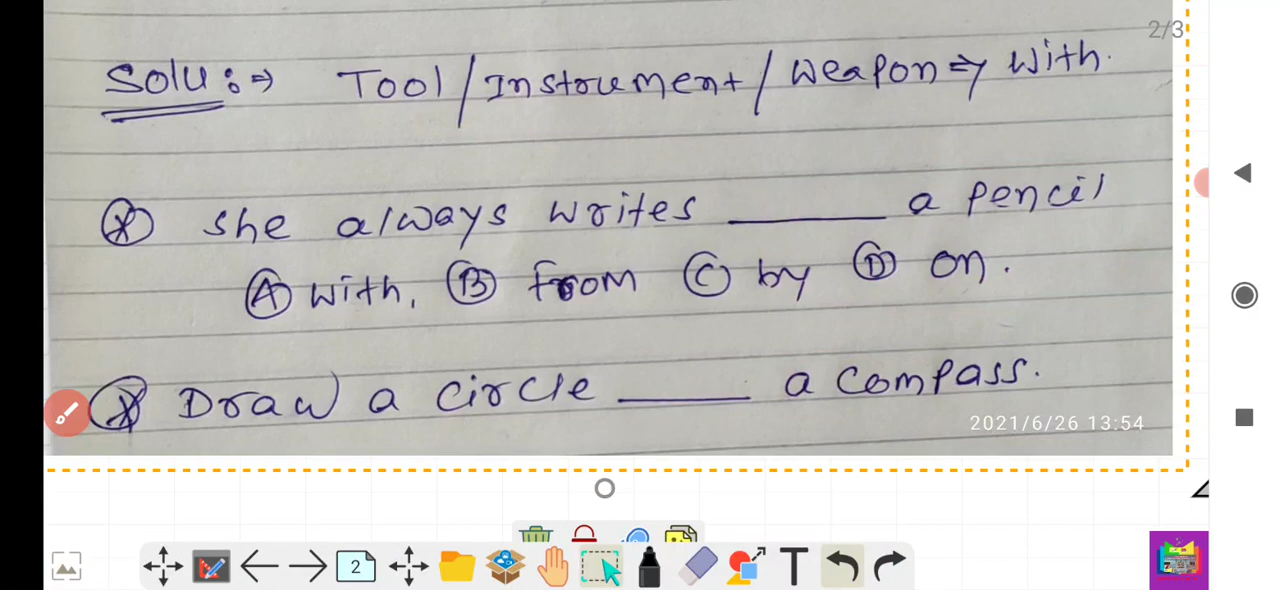 2/3
Solu:⇒ Tool/Instrument/Weapon⇒ With.
She always writes ______ a pencil
Ⓐ with, Ⓑ from Ⓒ by Ⓓ on.
Draw a circle _____ a compass.
2021/6/26 13:54
2
T